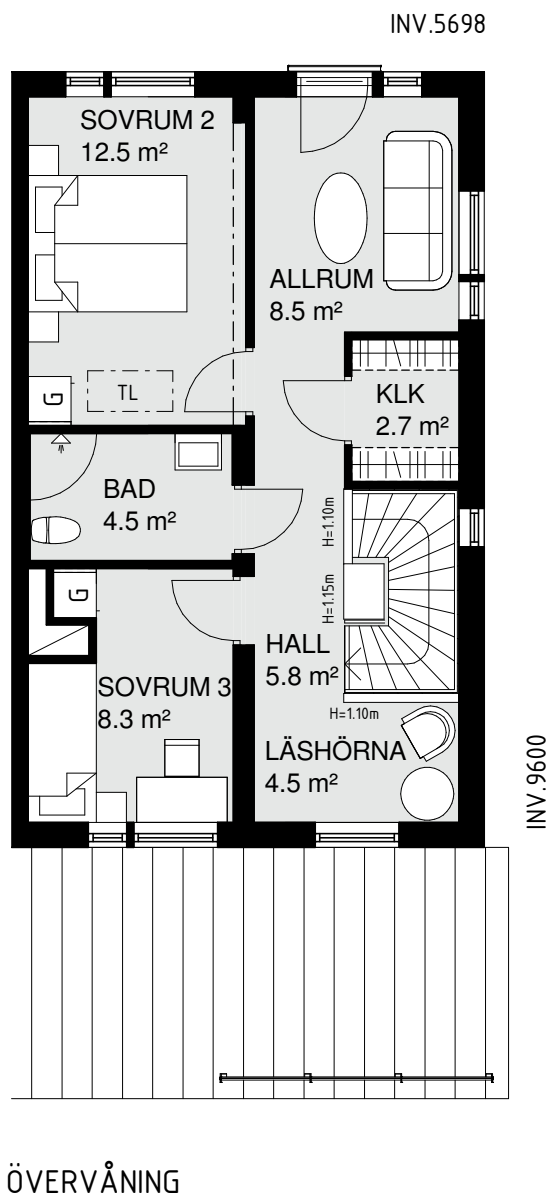 INV.5698
SOVRUM 2
12.5 m²
ALLRUM
8.5 m²
G
TL
KLK
2.7 m²
BAD
4.5 m²
H=1.10m
H=1.15m
G
HALL
5.8 m²
SOVRUM 3
8.3 m²
H=1.10m
LÄSHÖRNA
4.5 m²
INV.9600
ÖVERVÅNING